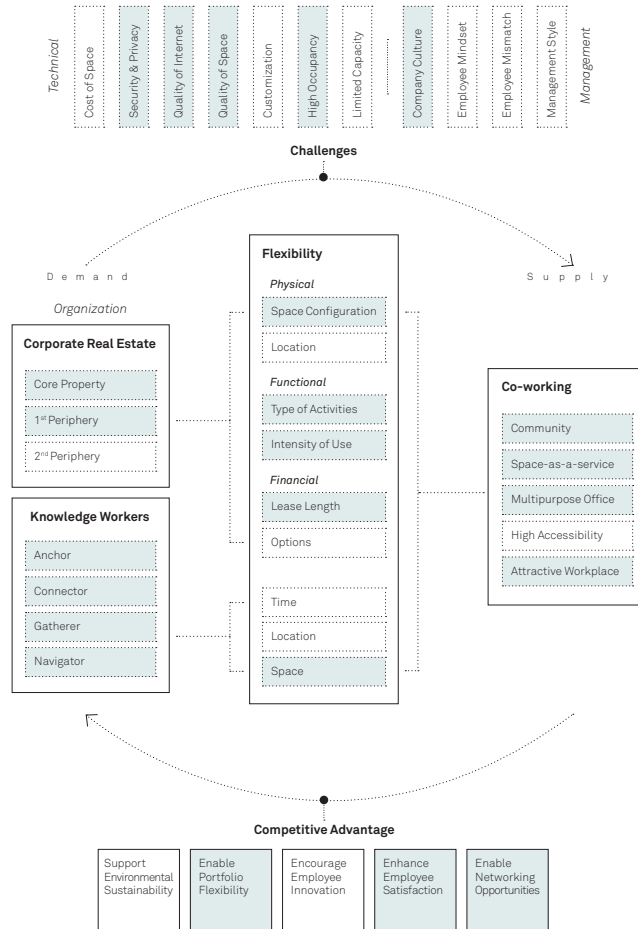 Technical
Cost of Space
Security & Privacy
Quality of Internet
Quality of Space
Customization
High Occupancy
Limited Capacity
Company Culture
Employee Mindset
Employee Mismatch
Management Style
Management
Challenges
Demand
Supply
Organization
Corporate Real Estate
Core Property
1st Periphery
2nd Periphery
Knowledge Workers
Anchor
Connector
Gatherer
Navigator
Flexibility
Physical
Space Configuration
Location
Functional
Type of Activities
Intensity of Use
Financial
Lease Length
Options
Time
Location
Space
Co-working
Community
Space-as-a-service
Multipurpose Office
High Accessibility
Attractive Workplace
Competitive Advantage
Support
Environmental
Sustainability
Enable
Portfolio
Flexibility
Encourage
Employee
Innovation
Enhance
Employee
Satisfaction
Enable
Networking
Opportunities